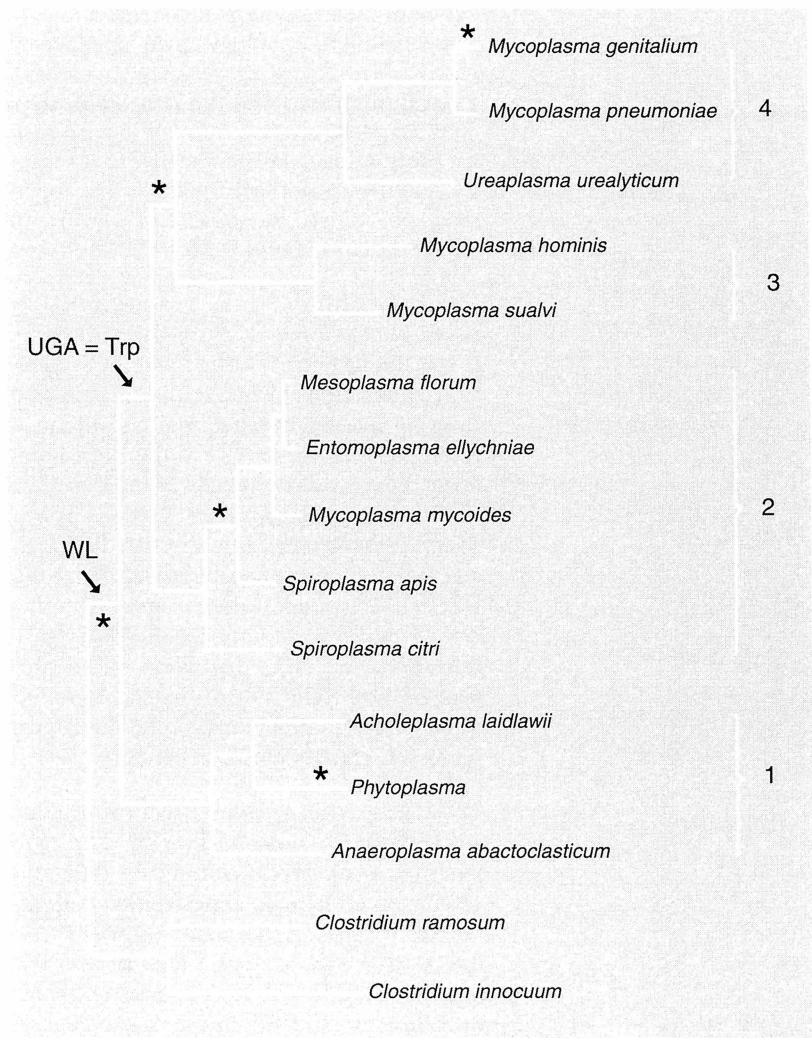 *
Mycoplasma genitalium
Mycoplasma pneumoniae
4
Ureaplasma urealyticum
*
Mycoplasma hominis
3
Mycoplasma sualvi
UGA = Trp
Mesoplasma florum
Entomoplasma ellychniae
*
Mycoplasma mycoides
2
WL
Spiroplasma apis
*
Spiroplasma citri
Acholeplasma laidlawii
*
Phytoplasma
1
Anaeroplasma abactoclasticum
Clostridium ramosum
Clostridium innocuum